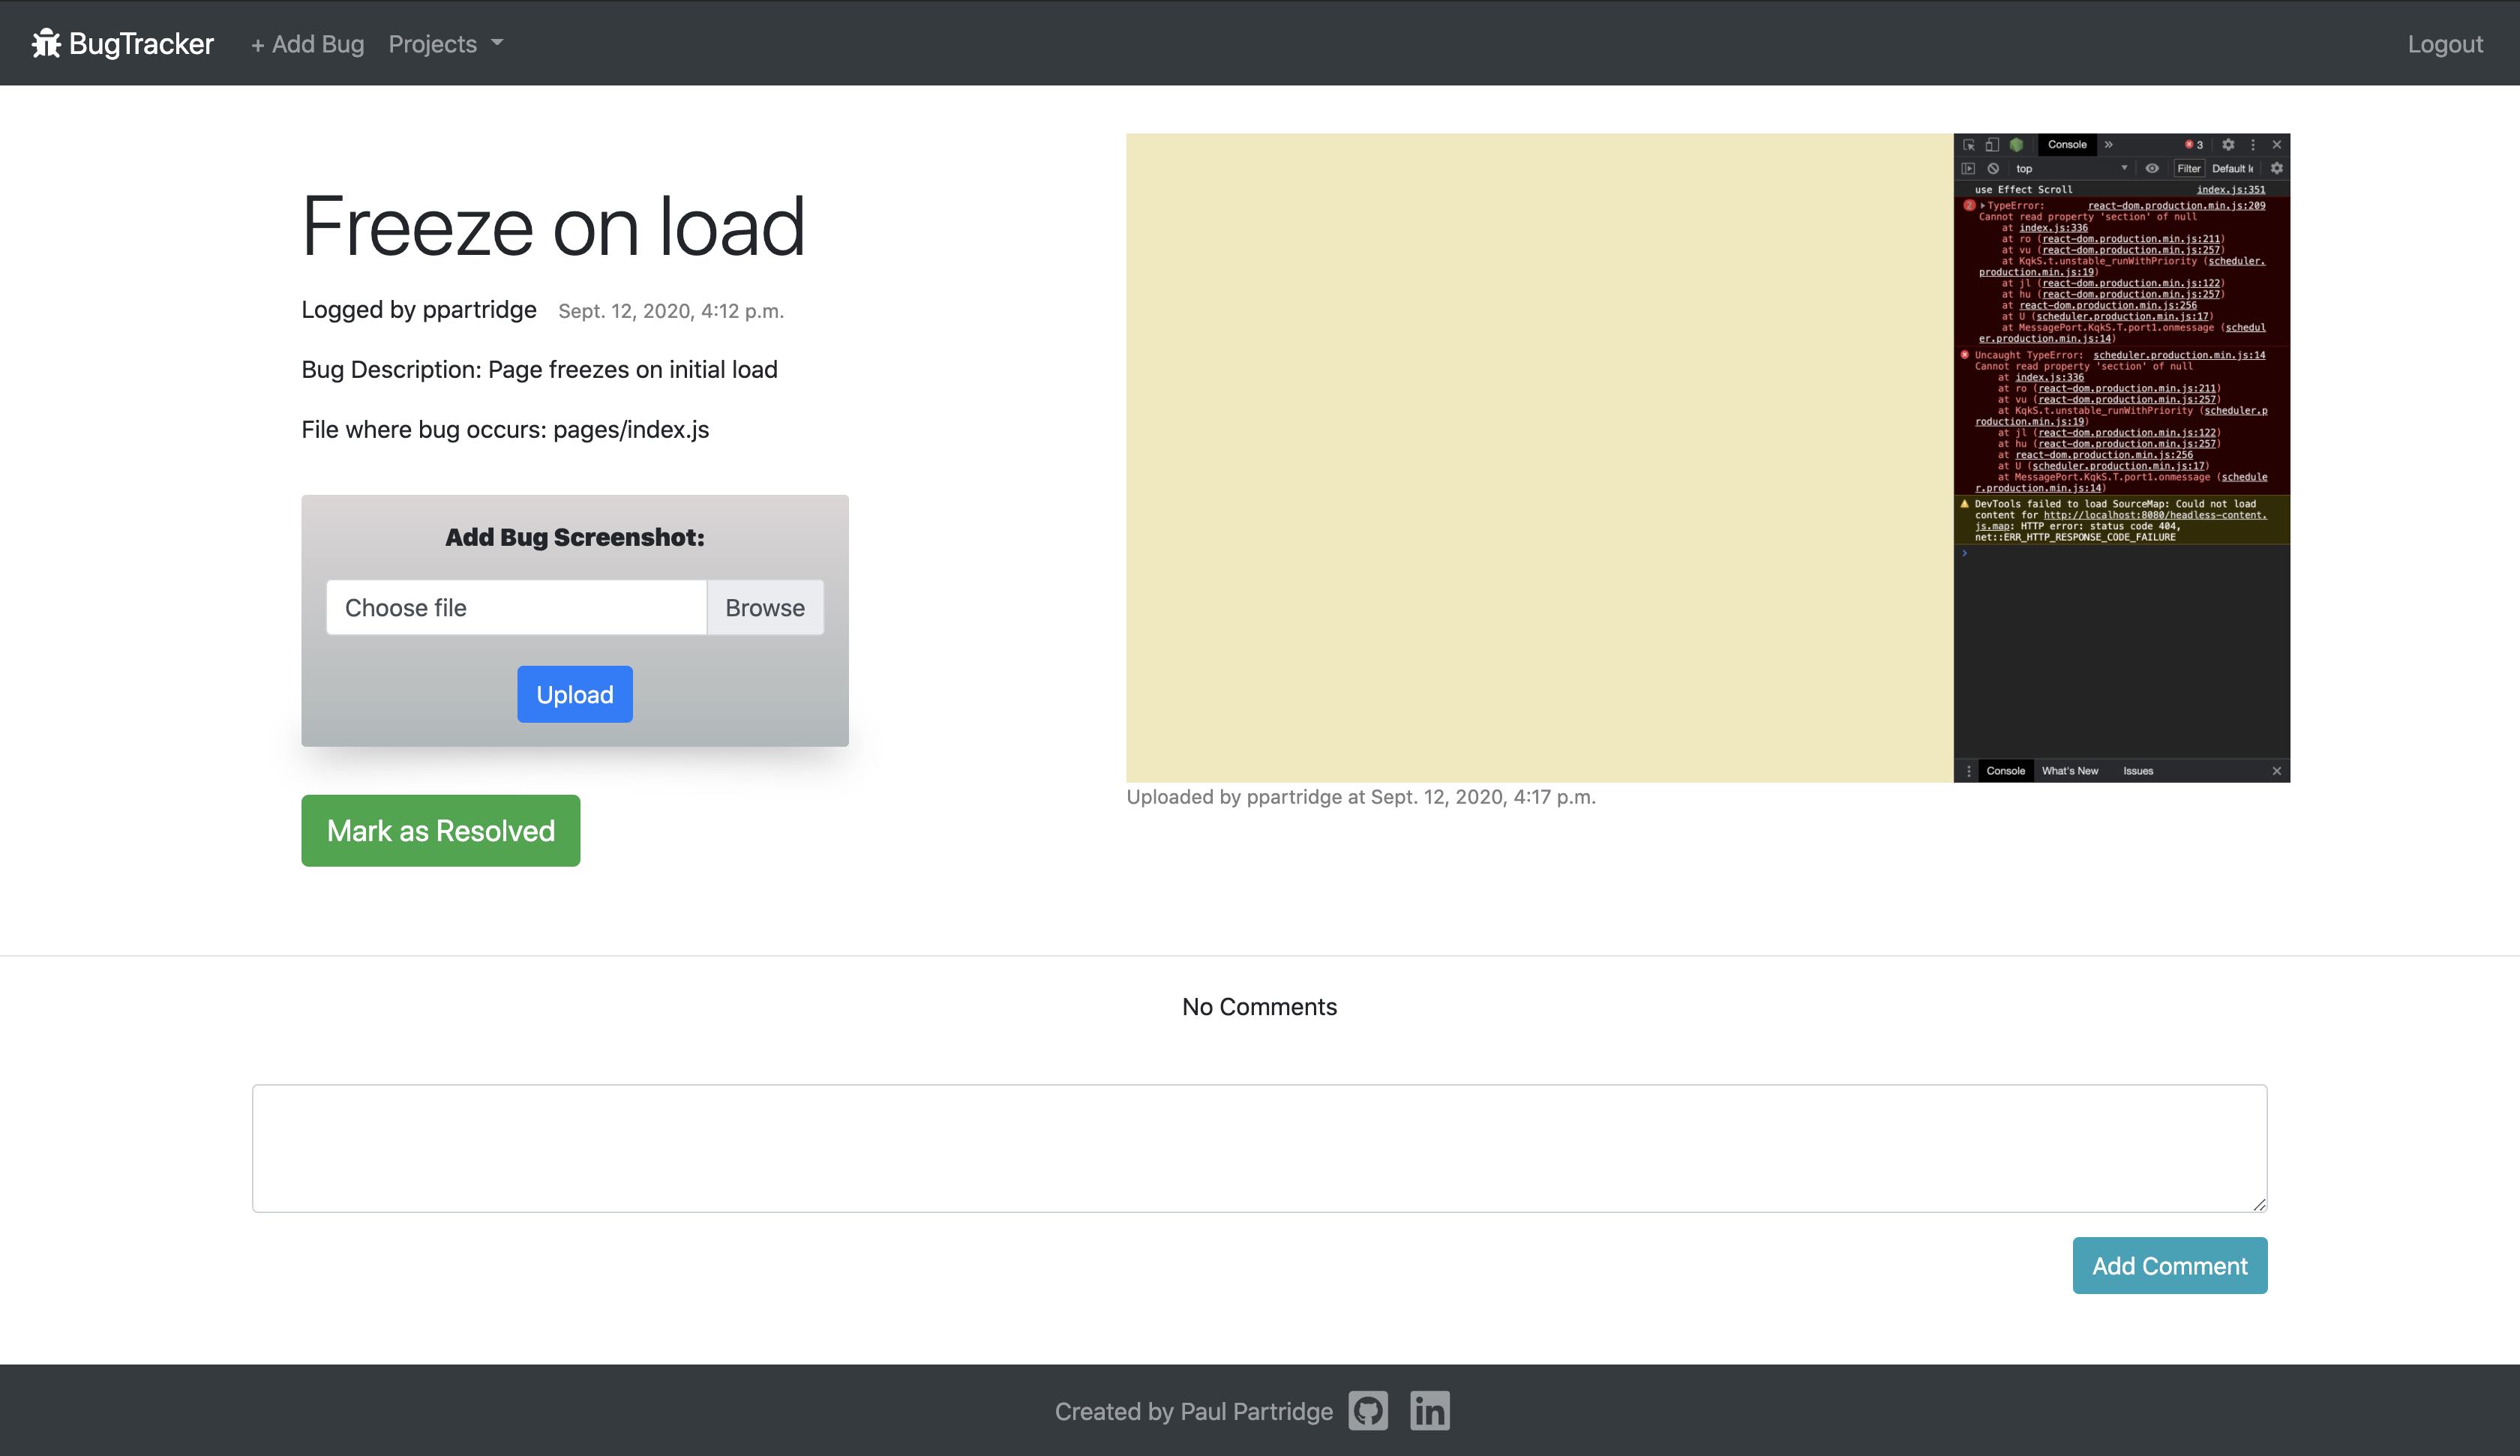 BugTracker + Add Bug Projects Logout
Freeze on load
Logged by ppartridge Sept. 12, 2020, 4:12 p.m.
Bug Description: Page freezes on initial load
File where bug occurs: pages/index.js
Add Bug Screenshot:
Choose file Browse
Upload
Mark as Resolved
Console » 3
top Filter Default l
use Effect Scroll index.js:351
2 TypeError: react-dom.production.min.js:209
Cannot read property 'section' of null
at index.js:336
at ro (react-dom.production.min.js:211)
at vu (react-dom.production.min.js:257)
at KqkS.t.unstable_runWithPriority (scheduler.
production.min.js:19)
at jl (react-dom.production.min.js:122)
at hu (react-dom.production.min.js:257)
at react-dom.production.min.js:256
at U (scheduler.production.min.js:17)
at MessagePort.KqkS.T.port1.onmessage (schedul
er.production.min.js:14)
Uncaught TypeError: scheduler.production.min.js:14
Cannot read property 'section' of null
at index.js:336
at ro (react-dom.production.min.js:211)
at vu (react-dom.production.min.js:257)
at KqkS.t.unstable_runWithPriority (scheduler.p
roduction.min.js:19)
at jl (react-dom.production.min.js:122)
at hu (react-dom.production.min.js:257)
at react-dom.production.min.js:256
at U (scheduler.production.min.js:17)
at MessagePort.KqkS.T.port1.onmessage (schedule
r.production.min.js:14)
DevTools failed to load SourceMap: Could not load
content for http://localhost:8080/headless-content.
js.map: HTTP error: status code 404,
net::ERR_HTTP_RESPONSE_CODE_FAILURE
Console What's New Issues
Uploaded by ppartridge at Sept. 12, 2020, 4:17 p.m.
No Comments
Add Comment
Created by Paul Partridge in